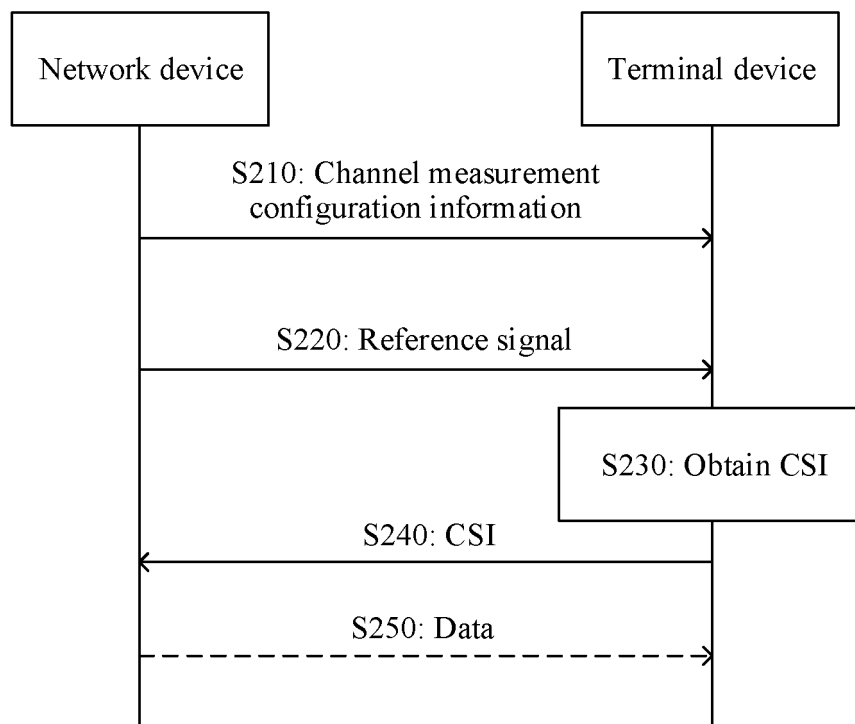 Network device
Terminal device
S210: Channel measurement
configuration information
S220: Reference signal
S230: Obtain CSI
S240: CSI
S250: Data